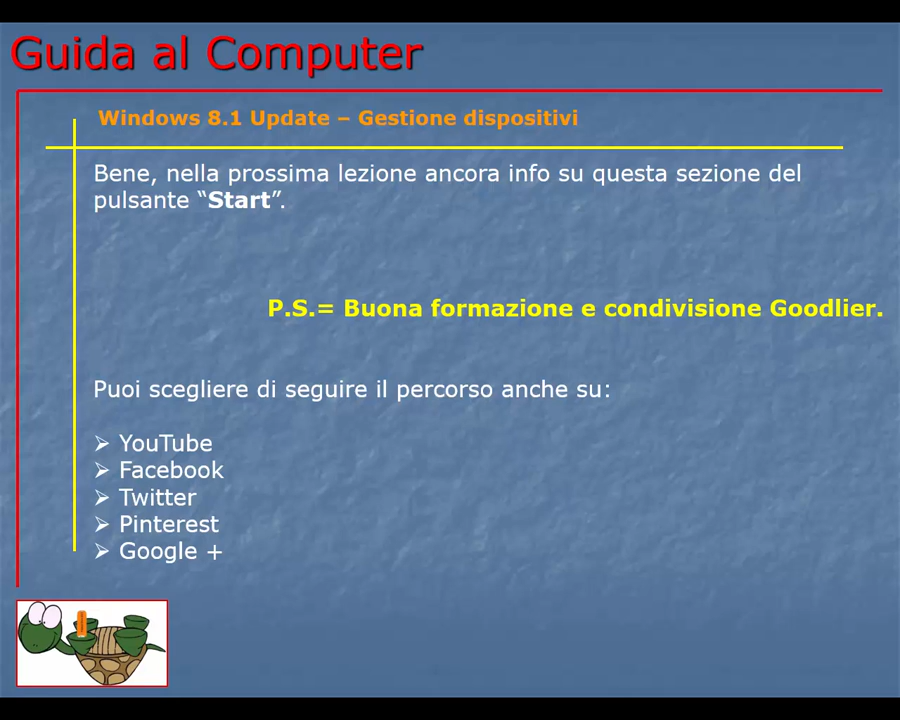 Guida al Computer
Windows 8.1 Update – Gestione dispositivi
Bene, nella prossima lezione ancora info su questa sezione del
pulsante “Start”.
P.S.= Buona formazione e condivisione Goodlier.
Puoi scegliere di seguire il percorso anche su:
➢ YouTube
➢ Facebook
➢ Twitter
➢ Pinterest
➢ Google +